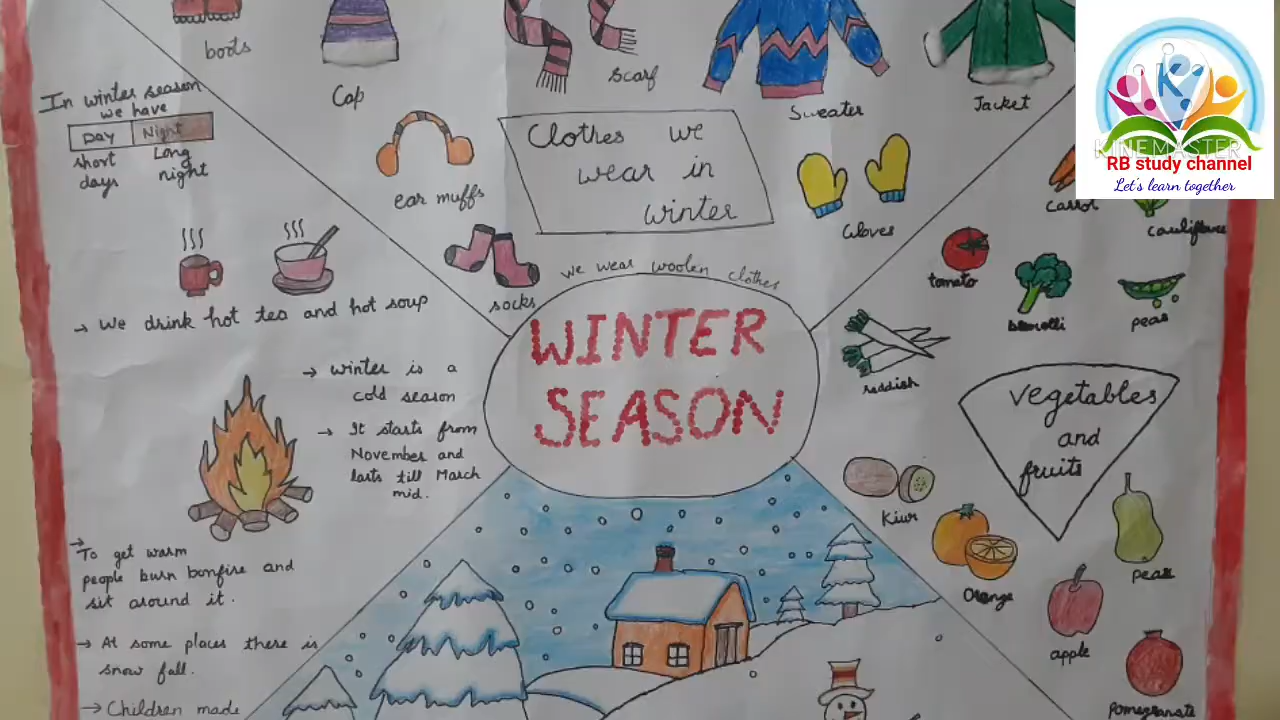 boots
Cap
scarf
Sweater
Jacket
In winter season
we have
Day Night
short Long
days night
ear muffs
Clothes we
wear in
winter
Gloves
socks
we wear woolen clothes
→ We drink hot tea and hot soup
WINTER
SEASON
→ Winter is a
cold season
→ It starts from
November and
lasts till March
mid.
→ To get warm
people burn bonfire and
sit around it.
→ At some places there is
snow fall.
→ Children made
KINEMASTER
RB study channel
Let's learn together
carrot
cauliflower
tomato
peas
raddish
vegetables
and
fruits
Kiwi
Orange
apple
pomegranate